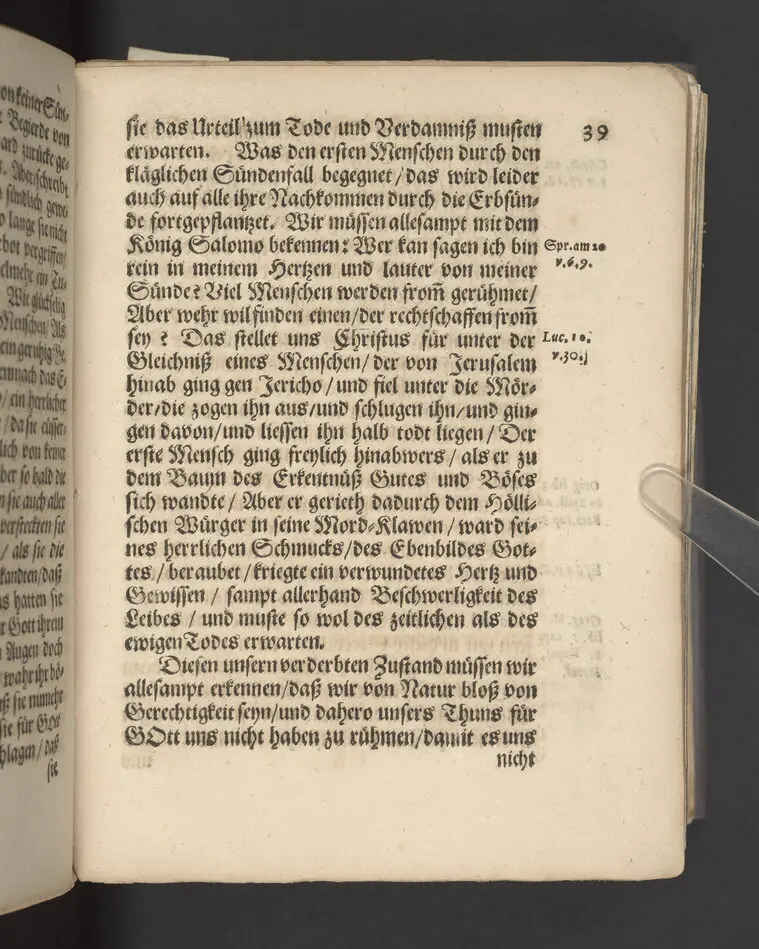 39
sie das Urteil zum Tode und Verdamniß musten
erwarten. Was den ersten Menschen durch den
kläglichen Sündenfall begegnet/das wird leider
auch auf alle ihre Nachkommen durch die Erbsün-
de fortgepflantzet. Wir müssen allesampt mit dem
König Salomo bekennen: Wer kan sagen ich bin
rein in meinem Hertzen und lauter von meiner
Sünde? Viel Menschen werden from̃ gerühmet/
Aber wehr wil finden einen/der rechtschaffen from̃
sey? Das stellet uns Christus für unter der
Gleichniß eines Menschen/der von Jerusalem
hinab ging gen Jericho/und fiel unter die Mör-
der/die zogen ihn aus/und schlugen ihn/und gin-
gen davon/und liessen ihn halb todt liegen/Der
erste Mensch ging freylich hinabwers/als er zu
dem Baum des Erkentnüß Gutes und Böses
sich wandte/Aber er gerieth dadurch dem Hölli-
schen Würger in seine Mord-Klawen/ward sei-
nes herrlichen Schmucks/des Ebenbildes Got-
tes/beraubet/kriegte ein verwundetes Hertz und
Gewissen/sampt allerhand Beschwerligkeit des
Leibes/und muste so wol des zeitlichen als des
ewigen Todes erwarten.
Diesen unsern verderbten Zustand müssen wir
allesampt erkennen/daß wir von Natur bloß von
Gerechtigkeit seyn/und dahero unsers Thuns für
GOtt uns nicht haben zu rühmen/damit es uns
nicht
Spr. am 20
v.6,9.
Luc. 10.
v.30.